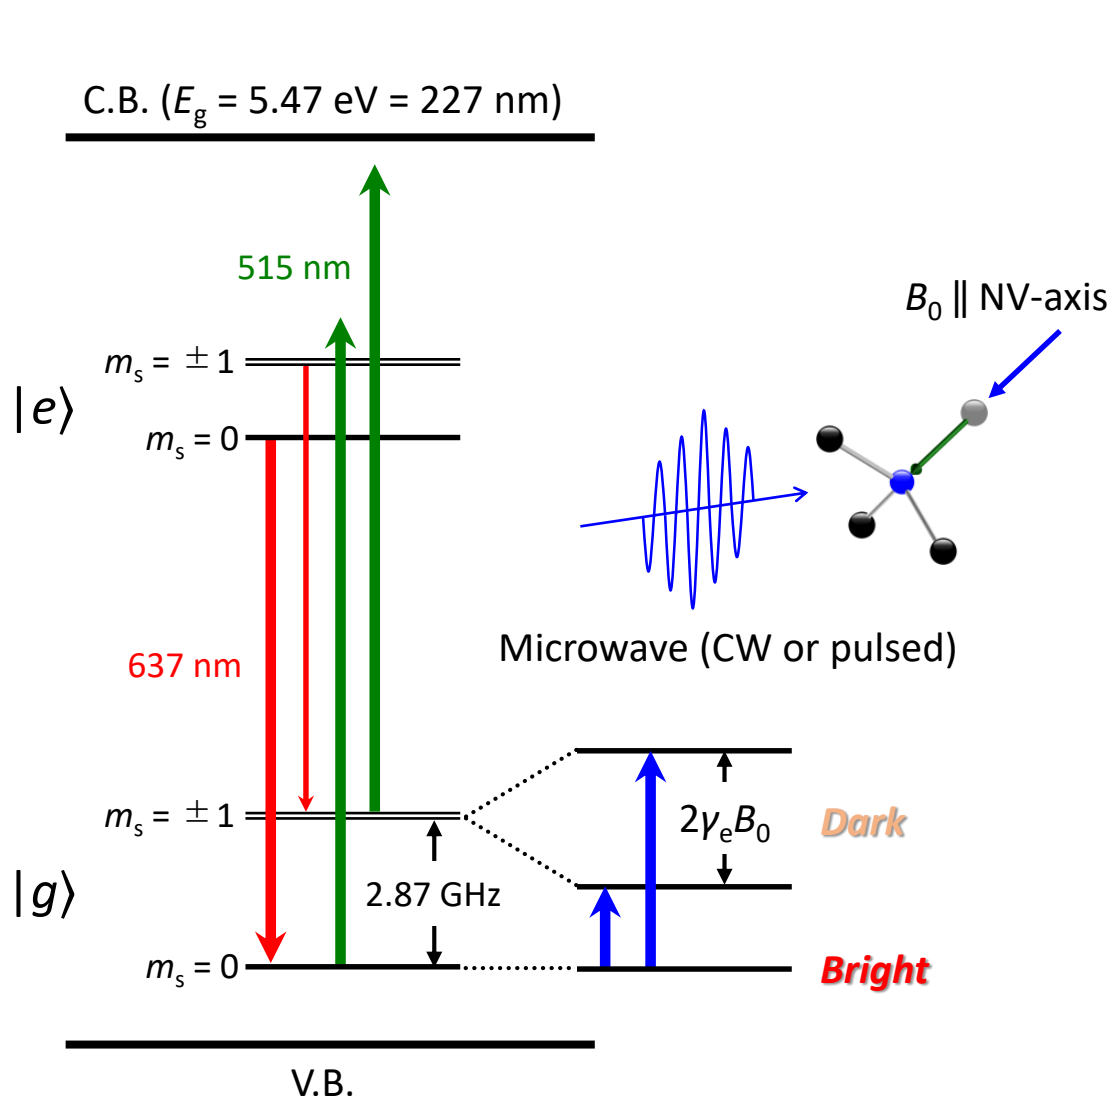 C.B. (Eg = 5.47 eV = 227 nm)
515 nm
B0 ∥ NV-axis
ms = ±1
|e⟩
ms = 0
637 nm
Microwave (CW or pulsed)
ms = ±1
2γeB0
Dark
|g⟩
2.87 GHz
ms = 0
Bright
V.B.